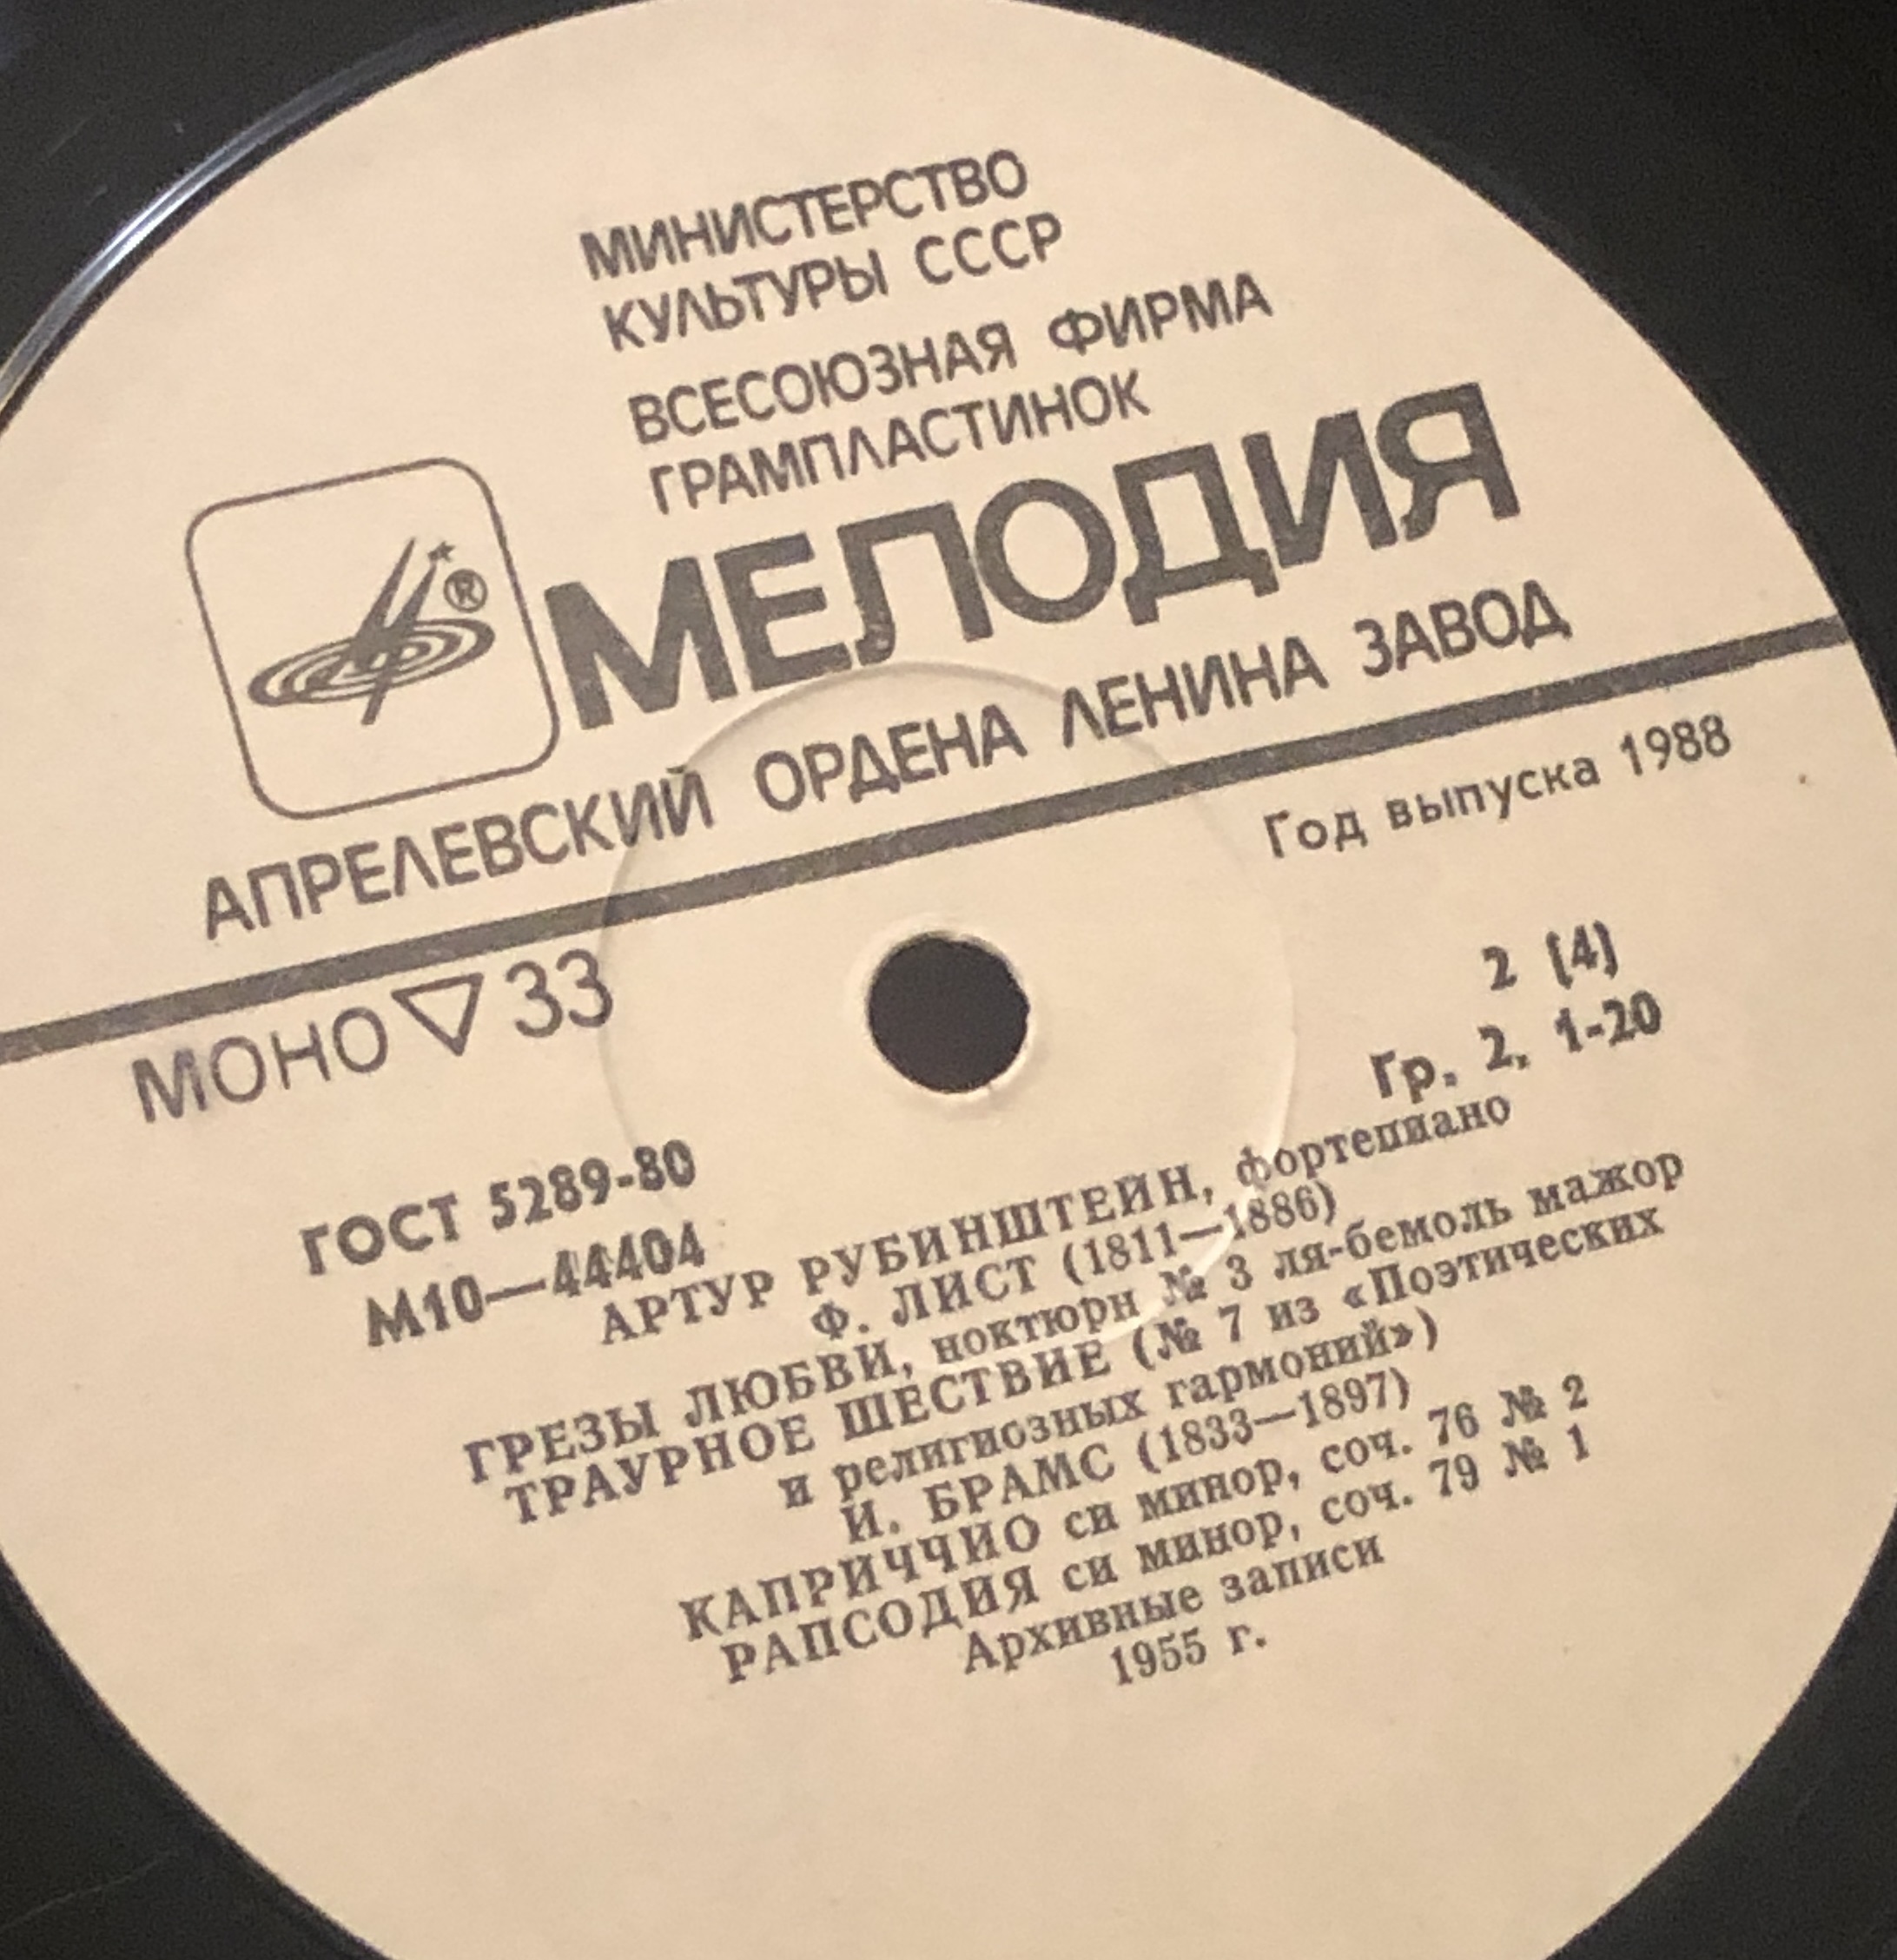 МИНИСТЕРСТВО
КУЛЬТУРЫ СССР
ВСЕСОЮЗНАЯ ФИРМА
ГРАМПЛАСТИНОК
МЕЛОДИЯ
®
АПРЕЛЕВСКИЙ ОРДЕНА ЛЕНИНА ЗАВОД
Год выпуска 1988
МОНО ▽ 33
2 (4)
Гр. 2. 1-20
ГОСТ 5289-80
М10—44404
АРТУР РУБИНШТЕЙН, фортепиано
Ф. ЛИСТ (1811—1886)
ГРЕЗЫ ЛЮБВИ, ноктюрн № 3 ля-бемоль мажор
ТРАУРНОЕ ШЕСТВИЕ (№ 7 из «Поэтических
и религиозных гармоний»)
И. БРАМС (1833—1897)
КАПРИЧЧИО си минор, соч. 76 № 2
РАПСОДИЯ си минор, соч. 79 № 1
Архивные записи
1955 г.